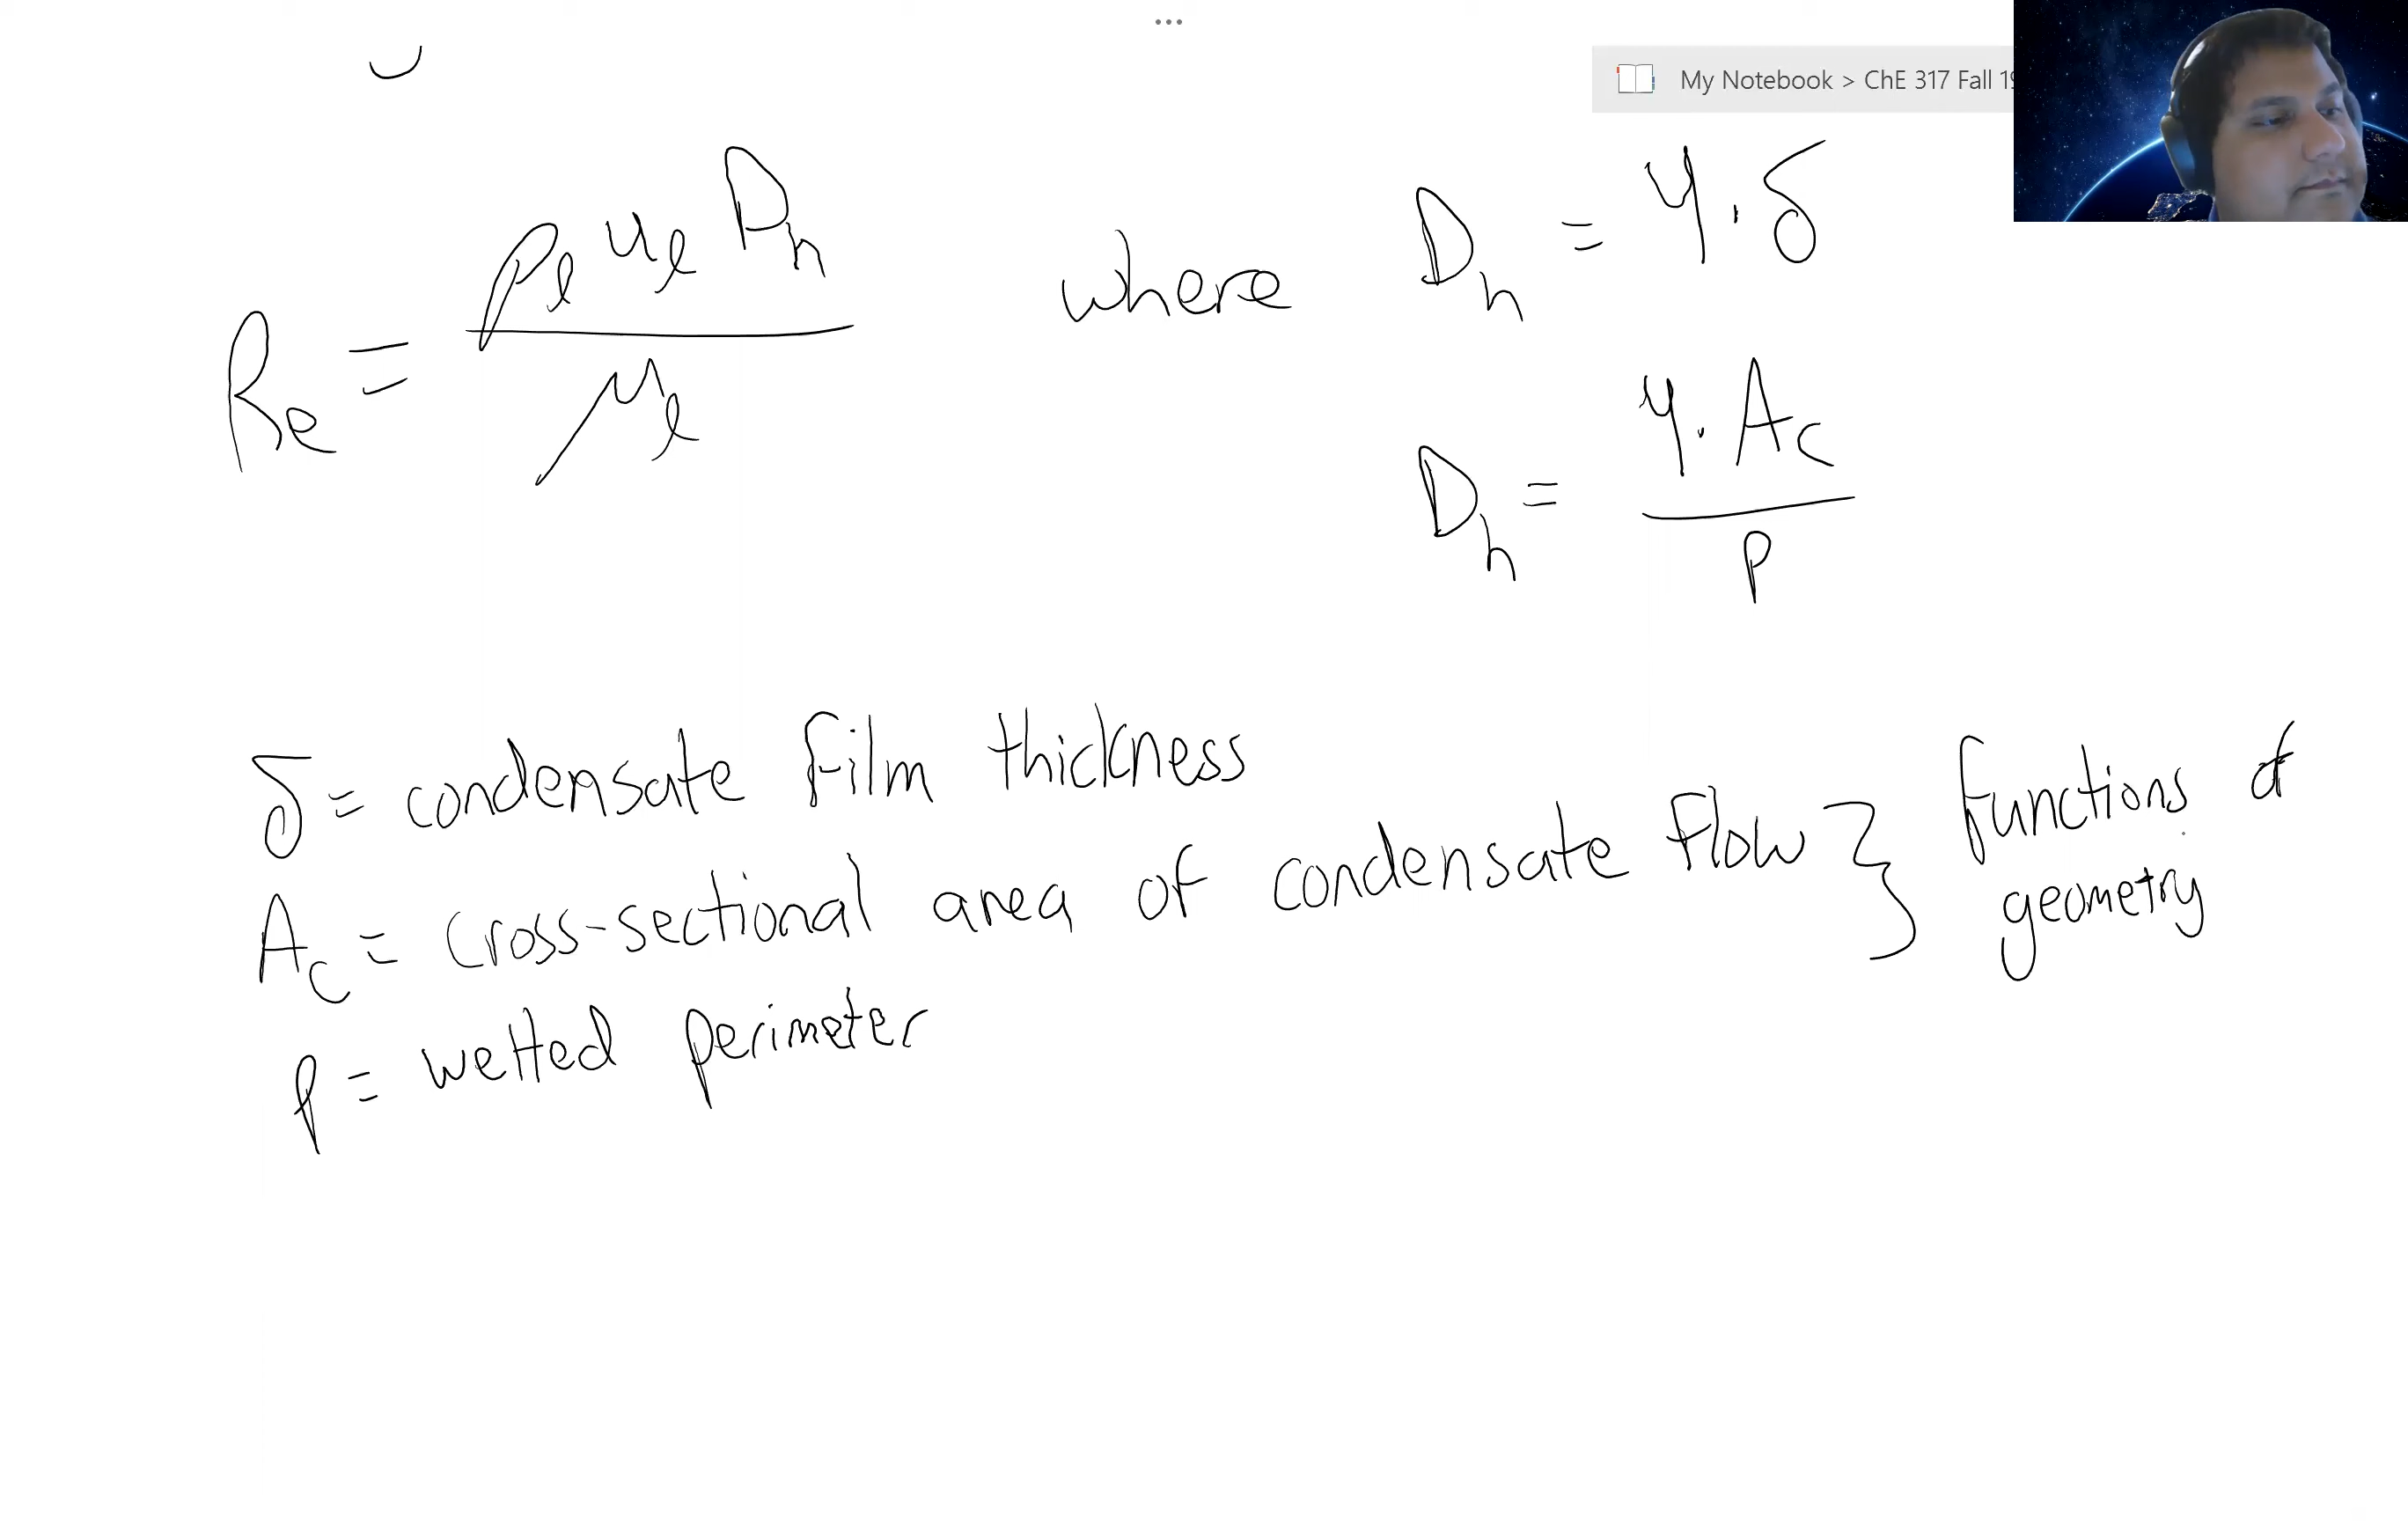 My Notebook > ChE 317 Fall 19
Re = ρℓ uℓ Dh / μℓ where Dh = 4·δ
Dh = 4·Ac / P
δ = condensate film thickness
Ac = cross-sectional area of condensate flow } functions of geometry
P = wetted perimeter